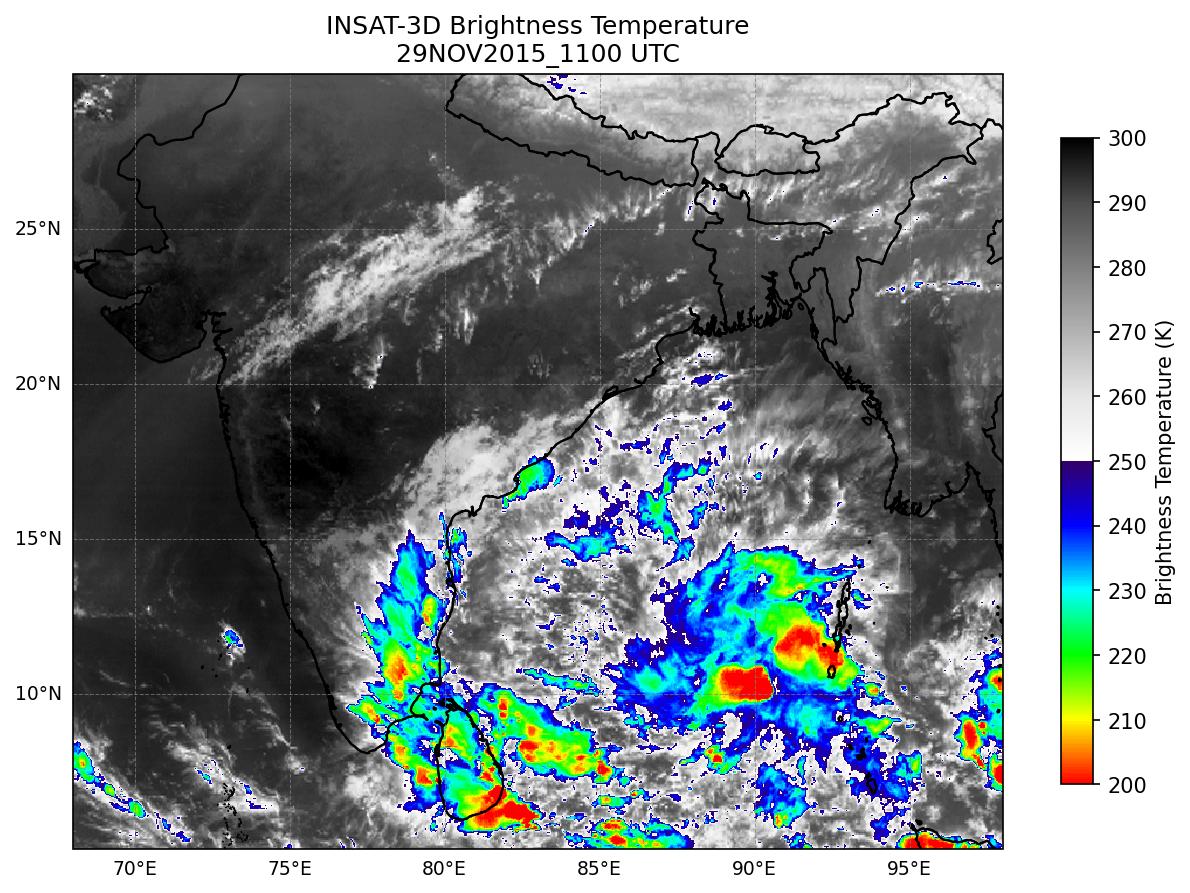 INSAT-3D Brightness Temperature
29NOV2015_1100 UTC
25°N
20°N
15°N
10°N
70°E
75°E
80°E
85°E
90°E
95°E
300
290
280
270
260
250
240
230
220
210
200
Brightness Temperature (K)